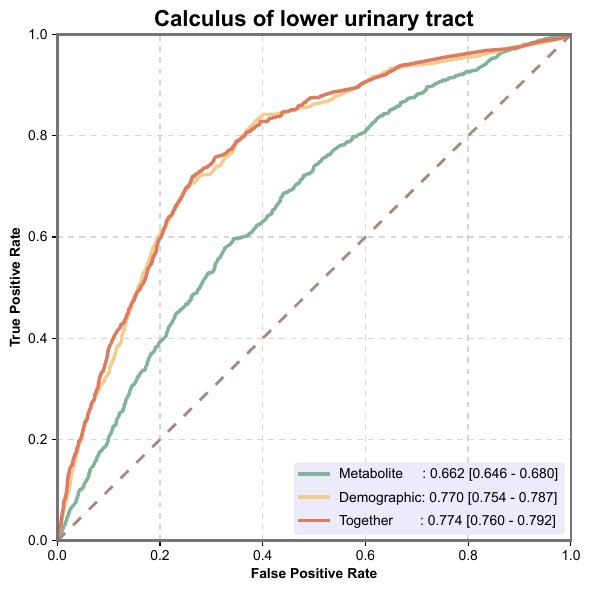 Calculus of lower urinary tract
True Positive Rate
1.0
0.8
0.6
0.4
0.2
0.0
Metabolite : 0.662 [0.646 - 0.680]
Demographic: 0.770 [0.754 - 0.787]
Together : 0.774 [0.760 - 0.792]
0.0 0.2 0.4 0.6 0.8 1.0
False Positive Rate